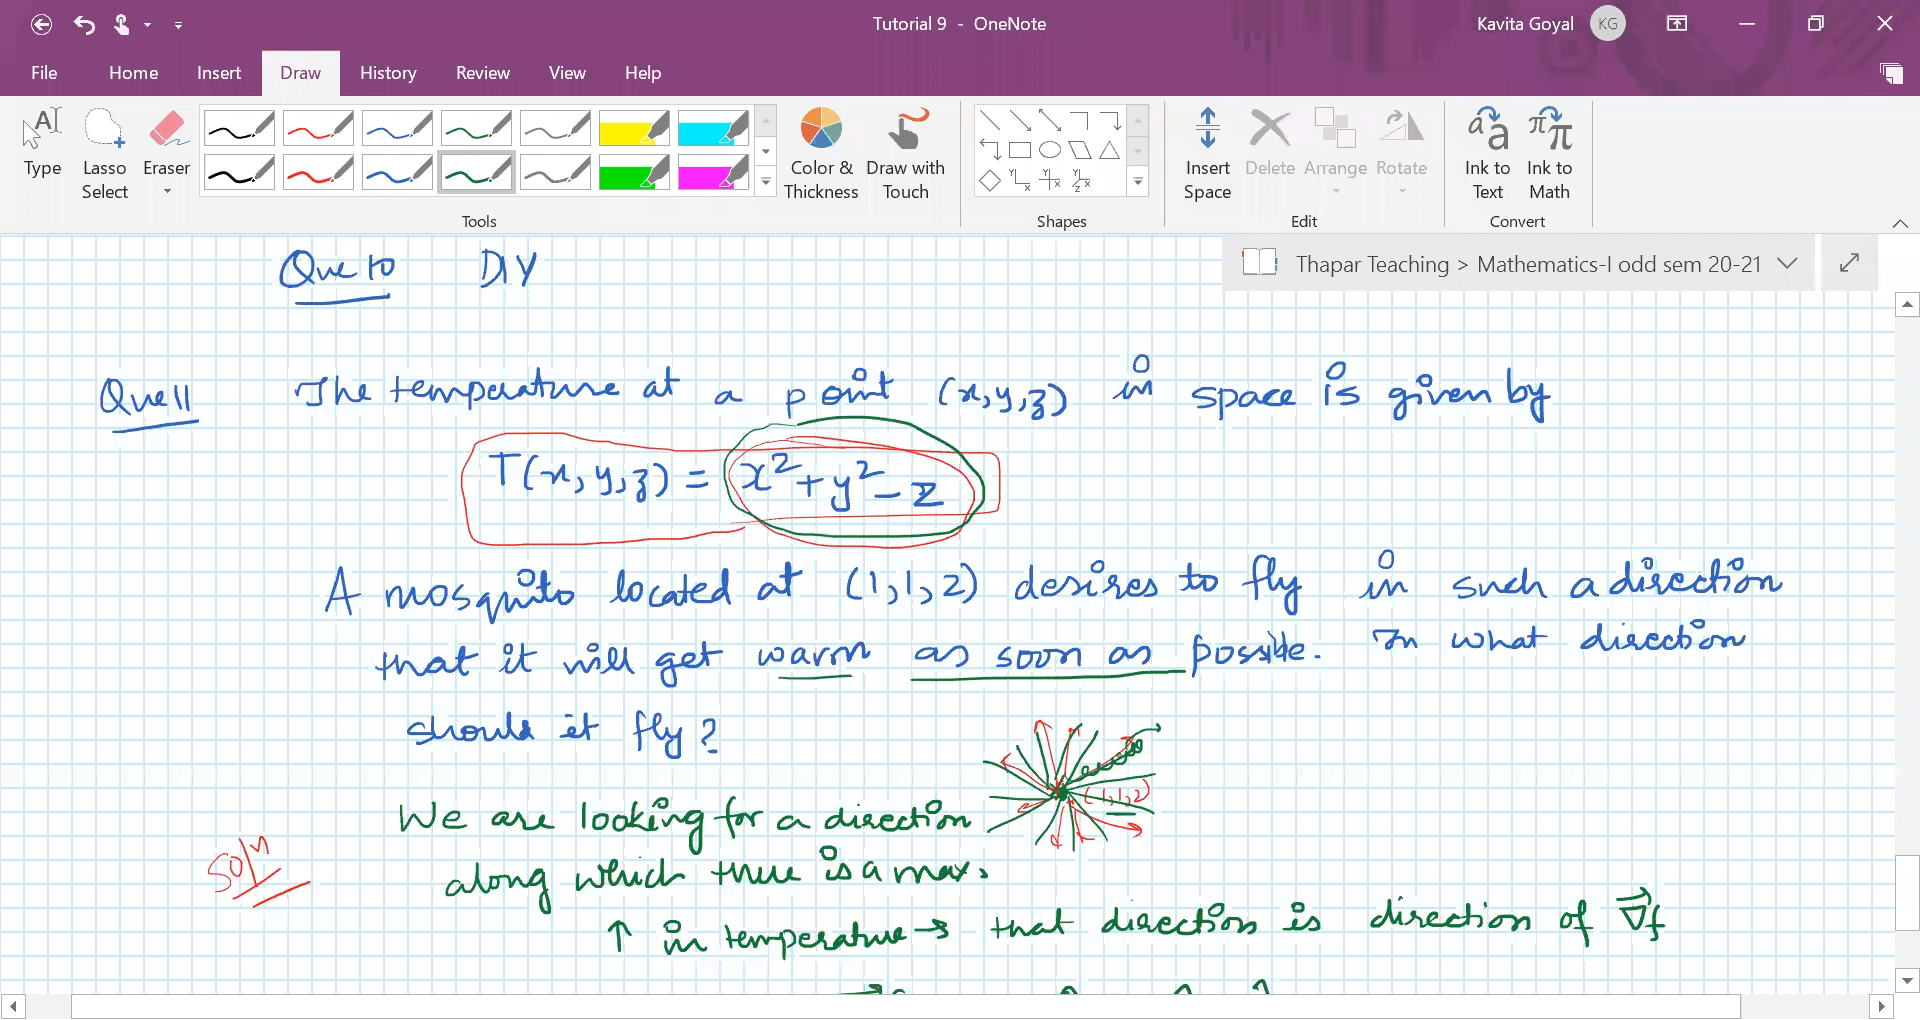 Tutorial 9 - OneNote
Kavita Goyal
KG
File Home Insert Draw History Review View Help
Type
Lasso Select
Eraser
Color & Thickness
Draw with Touch
Insert Space
Delete
Arrange
Rotate
Ink to Text
Ink to Math
Tools
Shapes
Edit
Convert
Thapar Teaching > Mathematics-I odd sem 20-21
Que 10 DIY
Que 11 The temperature at a point (x, y, z) in space is given by
T(x, y, z) = x² + y² - z
A mosquito located at (1, 1, 2) desires to fly in such a direction
that it will get warm as soon as possible. In what direction
should it fly?
(1,1,2)
Soln
We are looking for a direction
along which there is a max.
↑ in temperature → that direction is direction of ∇⃗f